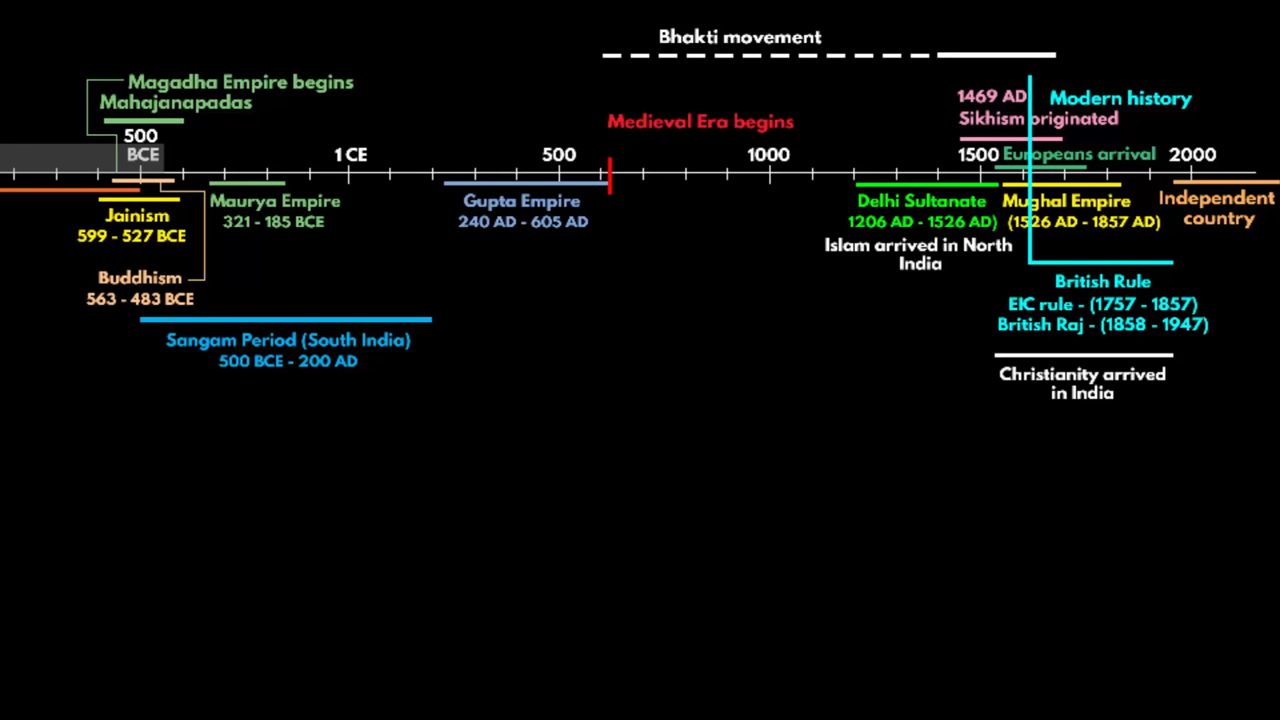 Bhakti movement
Magadha Empire begins
Mahajanapadas
1469 AD
Modern history
Sikhism originated
Medieval Era begins
500
BCE
1 CE
500
1000
1500
Europeans arrival
2000
Jainism
599 - 527 BCE
Maurya Empire
321 - 185 BCE
Gupta Empire
240 AD - 605 AD
Delhi Sultanate
1206 AD - 1526 AD)
Islam arrived in North
India
Mughal Empire
(1526 AD - 1857 AD)
Independent
country
Buddhism
563 - 483 BCE
British Rule
EIC rule - (1757 - 1857)
British Raj - (1858 - 1947)
Sangam Period (South India)
500 BCE - 200 AD
Christianity arrived
in India